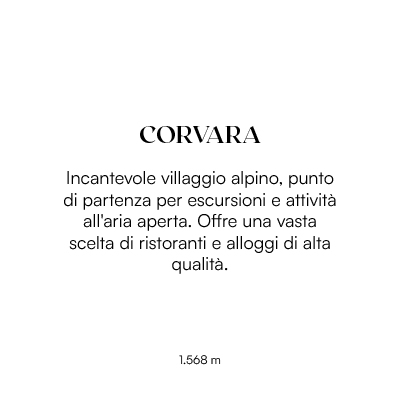 CORVARA
Incantevole villaggio alpino, punto
di partenza per escursioni e attività
all'aria aperta. Offre una vasta
scelta di ristoranti e alloggi di alta
qualità.
1.568 m